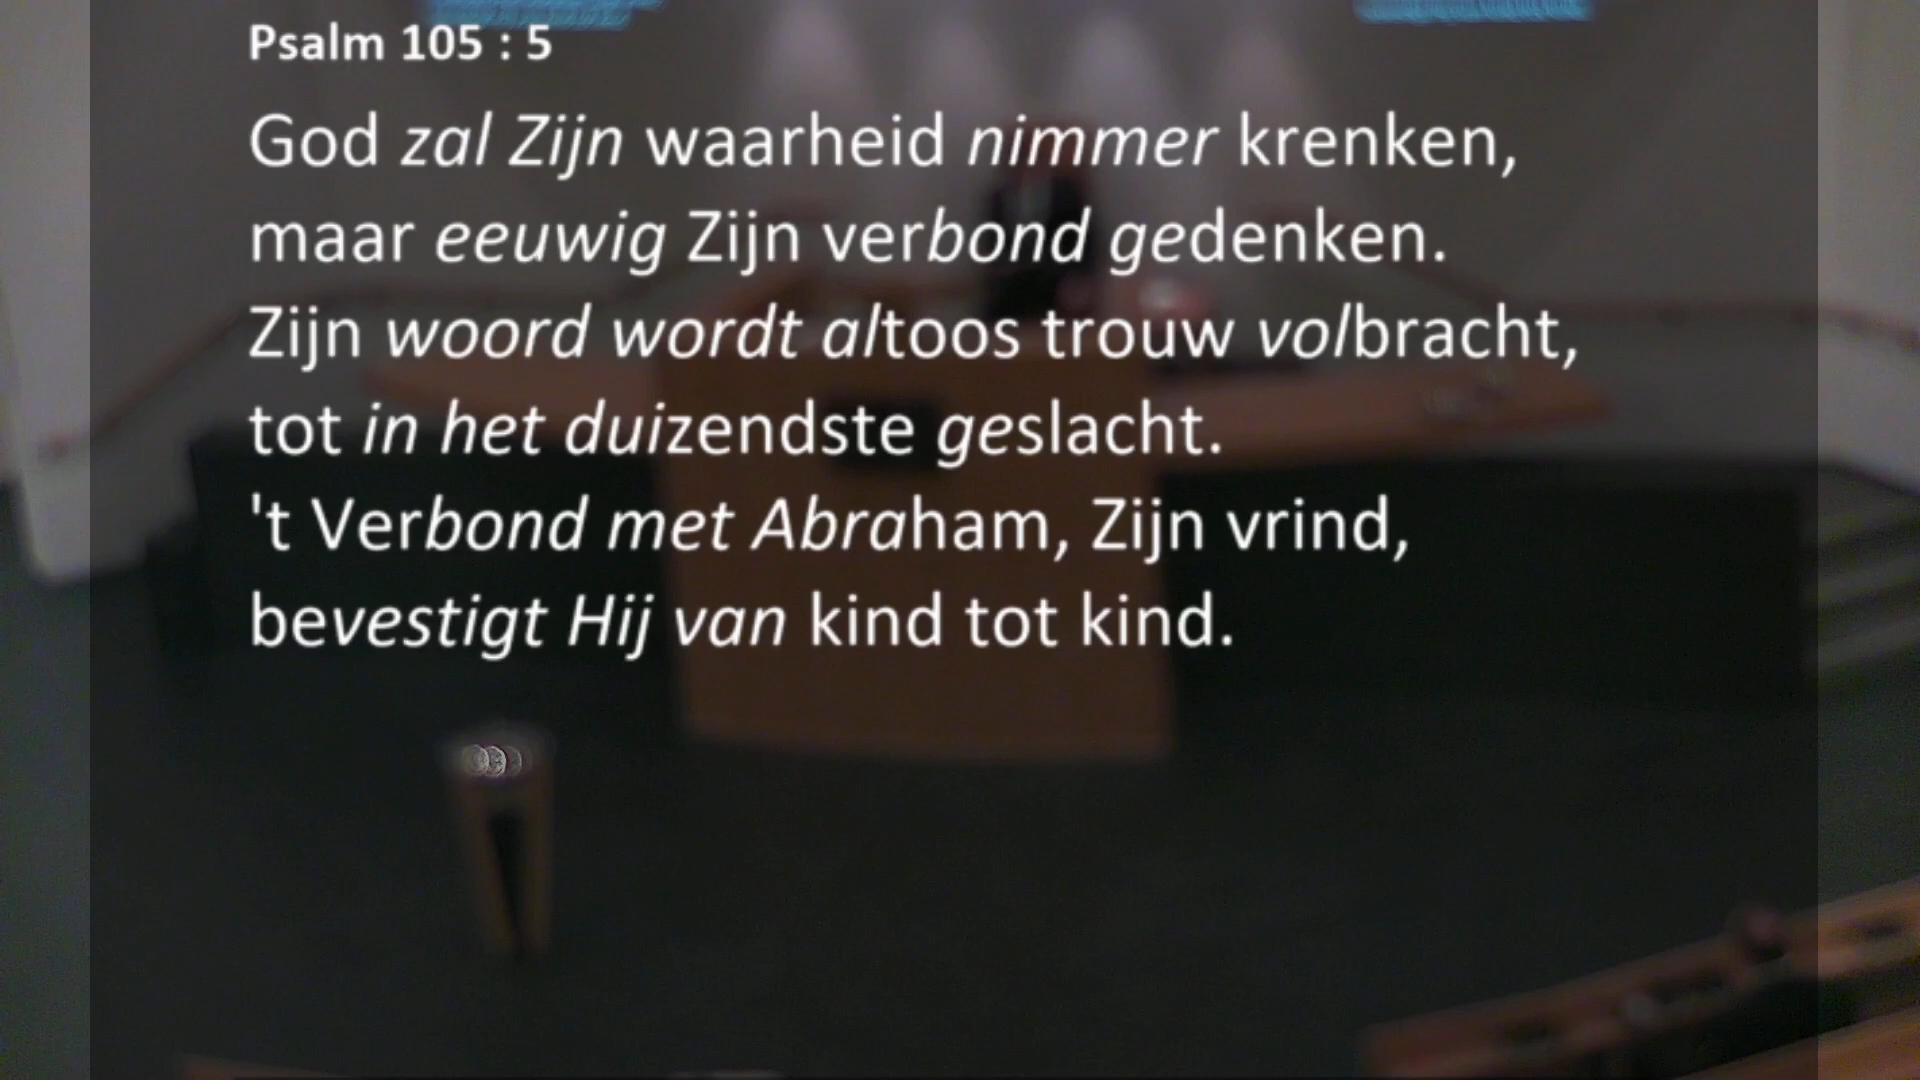 Psalm 105 : 5
God zal Zijn waarheid nimmer krenken,
maar eeuwig Zijn verbond gedenken.
Zijn woord wordt altoos trouw volbracht,
tot in het duizendste geslacht.
't Verbond met Abraham, Zijn vrind,
bevestigt Hij van kind tot kind.